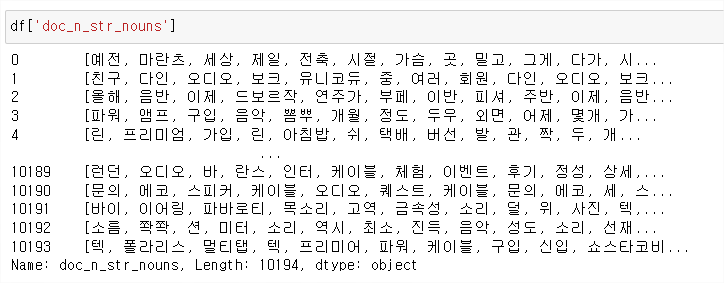 df['doc_n_str_nouns']
0 [예전, 마란츠, 세상, 제일, 전축, 시절, 가슴, 곳, 밀고, 그게, 다가, 시...
1 [친구, 다인, 오디오, 보크, 유니코듀, 중, 여러, 회원, 다인, 오디오, 보크...
2 [올해, 음반, 이제, 드보르작, 연주가, 부페, 이반, 피셔, 주반, 이제, 음반...
3 [파워, 앰프, 구입, 음악, 뽐뿌, 개월, 정도, 두우, 외면, 어제, 몇개, 가...
4 [린, 프리미엄, 가입, 린, 아침밥, 쉬, 택배, 버선, 발, 관, 짝, 두, 개...
...
10189 [런던, 오디오, 바, 란스, 인터, 케이블, 체험, 이벤트, 후기, 정성, 상세,...
10190 [문의, 에코, 스피커, 케이블, 오디오, 퀘스트, 케이블, 문의, 에코, 세, 스...
10191 [바이, 이어링, 파바로티, 목소리, 고역, 금속성, 소리, 덜, 위, 사진, 텍,...
10192 [소름, 쫙쫙, 션, 미터, 소리, 역시, 최소, 진득, 음악, 성도, 소리, 선재...
10193 [텍, 폴라리스, 멀티탭, 텍, 프리미어, 파워, 케이블, 구입, 신입, 쇼스타코비...
Name: doc_n_str_nouns, Length: 10194, dtype: object